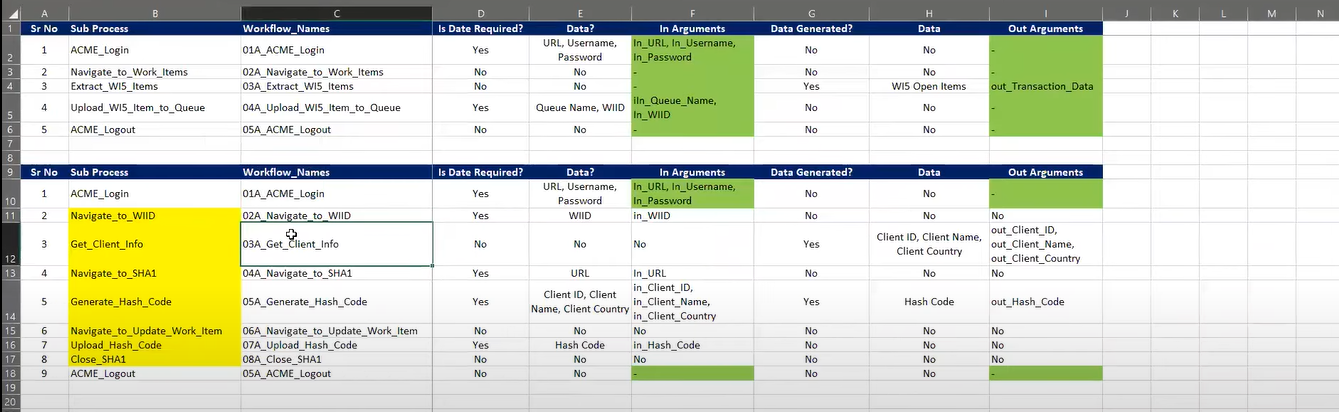 A B C D E F G H I J K L M N
1 Sr No Sub Process Workflow_Names Is Date Required? Data? In Arguments Data Generated? Data Out Arguments
2 1 ACME_Login 01A_ACME_Login Yes URL, Username, Password In_URL, In_Username, In_Password No No -
3 2 Navigate_to_Work_Items 02A_Navigate_to_Work_Items No No - No No -
4 3 Extract_WI5_Items 03A_Extract_WI5_Items No No - Yes WI5 Open Items out_Transaction_Data
5 4 Upload_WI5_Item_to_Queue 04A_Upload_WI5_Item_to_Queue Yes Queue Name, WIID IIn_Queue_Name, In_WIID No No -
6 5 ACME_Logout 05A_ACME_Logout No No - No No -
7
8
9 Sr No Sub Process Workflow_Names Is Date Required? Data? In Arguments Data Generated? Data Out Arguments
10 1 ACME_Login 01A_ACME_Login Yes URL, Username, Password In_URL, In_Username, In_Password No No -
11 2 Navigate_to_WIID 02A_Navigate_to_WIID Yes WIID in_WIID No No No
12 3 Get_Client_Info 03A_Get_Client_Info No No No Yes Client ID, Client Name, Client Country out_Client_ID, out_Client_Name, out_Client_Country
13 4 Navigate_to_SHA1 04A_Navigate_to_SHA1 Yes URL In_URL No No No
14 5 Generate_Hash_Code 05A_Generate_Hash_Code Yes Client ID, Client Name, Client Country in_Client_ID, in_Client_Name, in_Client_Country Yes Hash Code out_Hash_Code
15 6 Navigate_to_Update_Work_Item 06A_Navigate_to_Update_Work_Item No No No No No No
16 7 Upload_Hash_Code 07A_Upload_Hash_Code Yes Hash Code in_Hash_Code No No No
17 8 Close_SHA1 08A_Close_SHA1 No No No No No No
18 9 ACME_Logout 05A_ACME_Logout No No - No No -
19
20